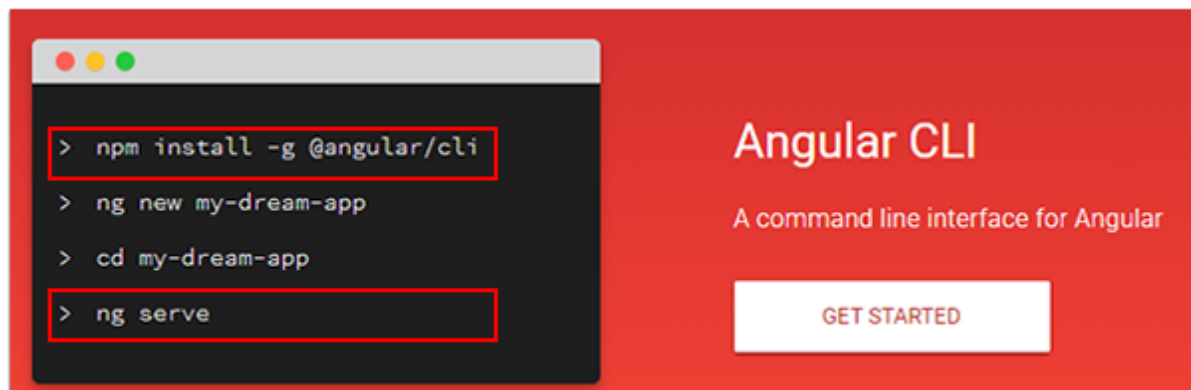 > npm install -g @angular/cli
> ng new my-dream-app
> cd my-dream-app
> ng serve
Angular CLI
A command line interface for Angular
GET STARTED